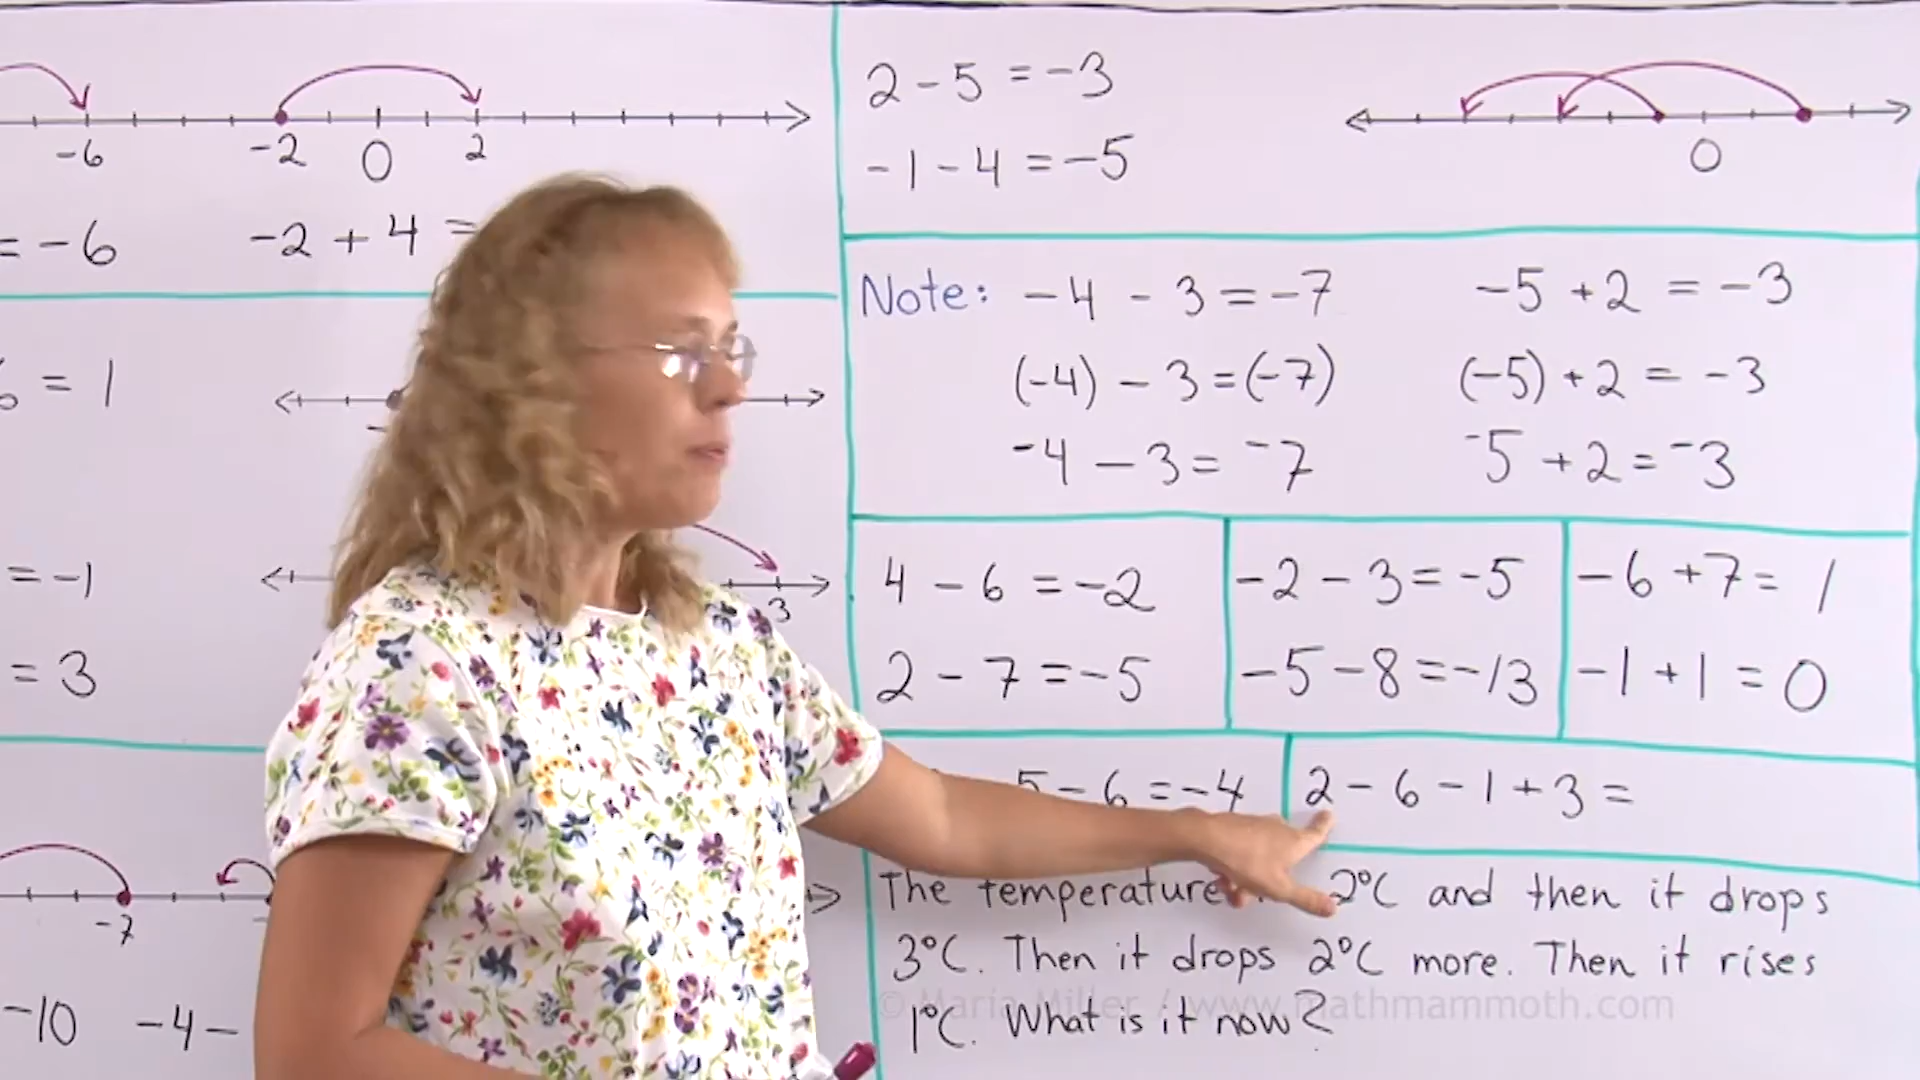 -6 -2 0 2
= -6 -2 + 4 =
= 1
= -1
3
= 3
-7
-10 -4 -
2 - 5 = -3
-1 - 4 = -5
0
Note: -4 - 3 = -7 -5 + 2 = -3
(-4) - 3 = (-7) (-5) + 2 = -3
⁻4 - 3 = ⁻7 ⁻5 + 2 = ⁻3
4 - 6 = -2 -2 - 3 = -5 -6 + 7 = 1
2 - 7 = -5 -5 - 8 = -13 -1 + 1 = 0
5 - 6 = -4 2 - 6 - 1 + 3 =
The temperature 2°C and then it drops
3°C. Then it drops 2°C more. Then it rises
1°C. What is it now?
© Maria Miller / www.mathmammoth.com